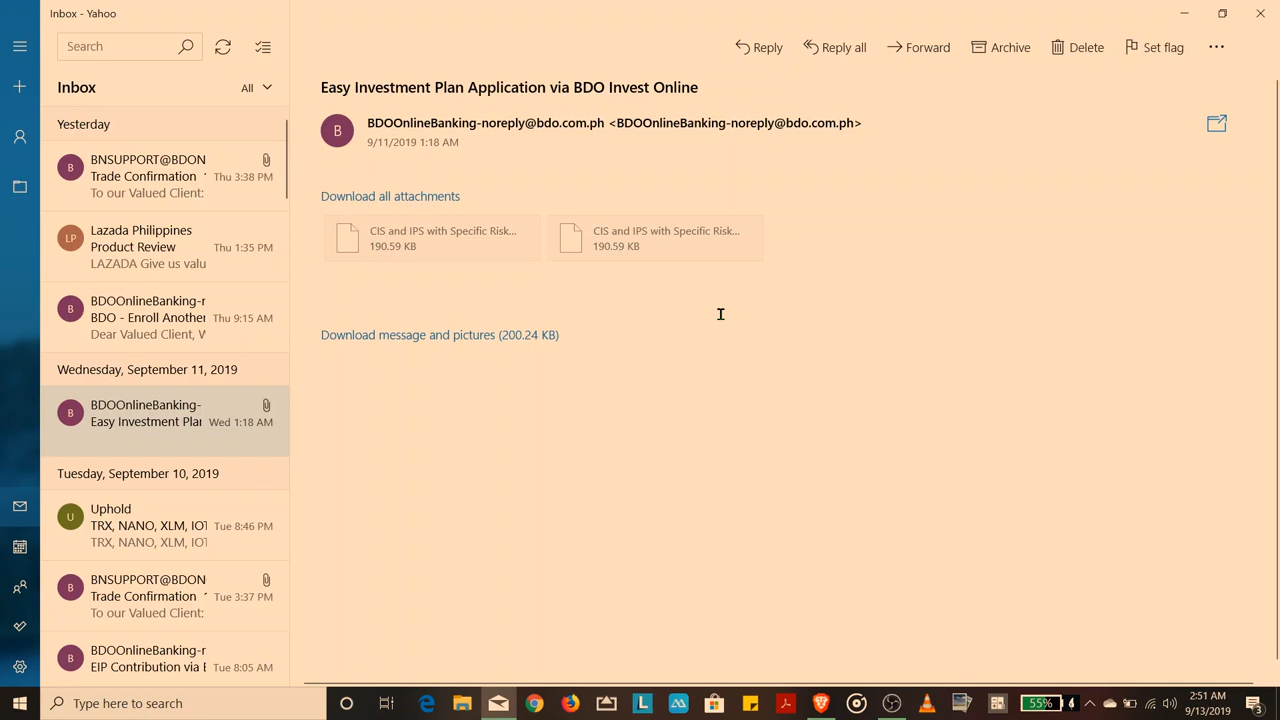 Inbox - Yahoo
Search
Reply
Reply all
Forward
Archive
Delete
Set flag
Inbox
All
Yesterday
BNSUPPORT@BDON
Trade Confirmation
Thu 3:38 PM
To our Valued Client:
LP
Lazada Philippines
Product Review
Thu 1:35 PM
LAZADA Give us valu
B
BDOOnlineBanking-r
BDO - Enroll Another
Thu 9:15 AM
Dear Valued Client, W
Wednesday, September 11, 2019
B
BDOOnlineBanking-
Easy Investment Plan
Wed 1:18 AM
Tuesday, September 10, 2019
U
Uphold
TRX, NANO, XLM, IOT
Tue 8:46 PM
TRX, NANO, XLM, IOT
B
BNSUPPORT@BDON
Trade Confirmation
Tue 3:37 PM
To our Valued Client:
B
BDOOnlineBanking-r
EIP Contribution via E
Tue 8:05 AM
Easy Investment Plan Application via BDO Invest Online
B
BDOOnlineBanking-noreply@bdo.com.ph <BDOOnlineBanking-noreply@bdo.com.ph>
9/11/2019 1:18 AM
Download all attachments
CIS and IPS with Specific Risk...
190.59 KB
CIS and IPS with Specific Risk...
190.59 KB
Download message and pictures (200.24 KB)
Type here to search
55%
2:51 AM
9/13/2019
3